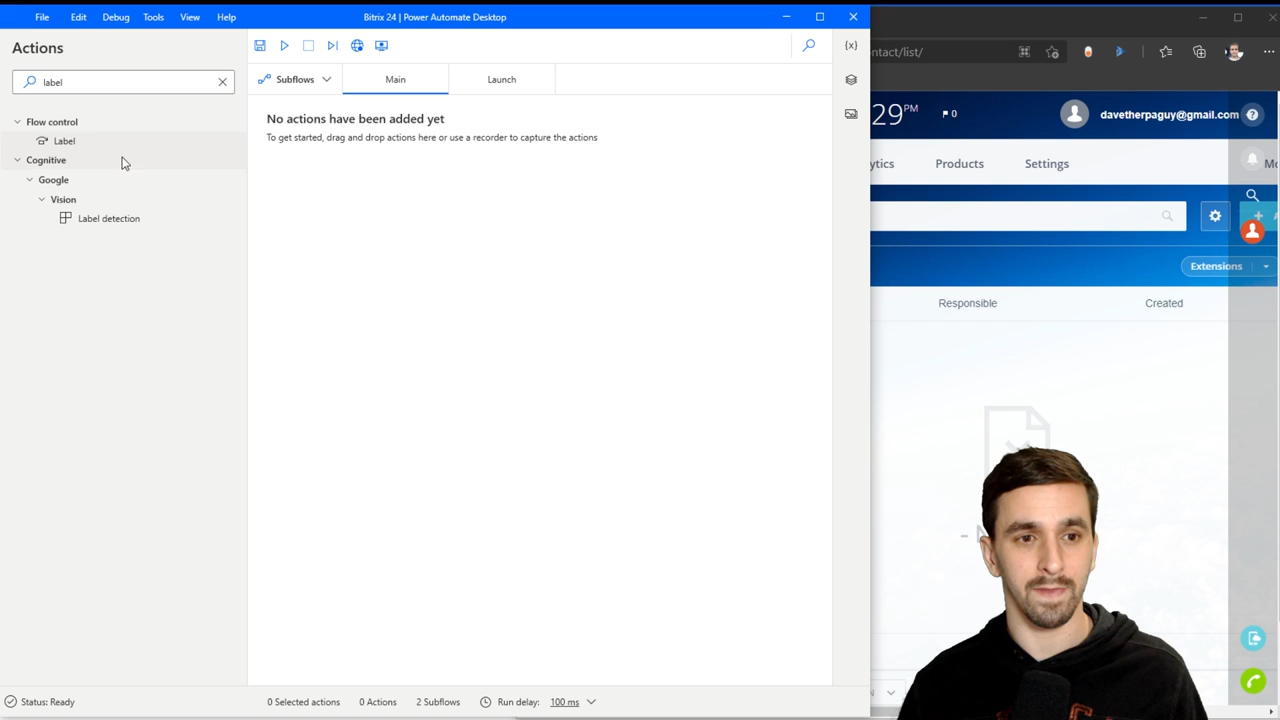 File Edit Debug Tools View Help
Bitrix 24 | Power Automate Desktop
Actions
label
Flow control
Label
Cognitive
Google
Vision
Label detection
Subflows
Main
Launch
{x}
No actions have been added yet
To get started, drag and drop actions here or use a recorder to capture the actions
Status: Ready
0 Selected actions
0 Actions
2 Subflows
Run delay:
100 ms
ntact/list/
29 PM
0
davetherpaguy@gmail.com
ytics
Products
Settings
Mo
Extensions
Responsible
Created